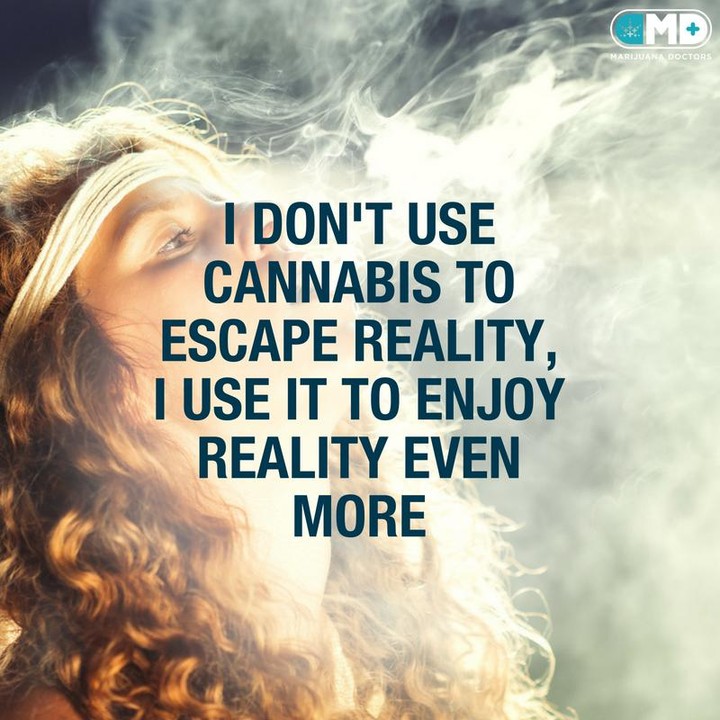 MD
MARIJUANA DOCTORS
I DON'T USE
CANNABIS TO
ESCAPE REALITY,
I USE IT TO ENJOY
REALITY EVEN
MORE